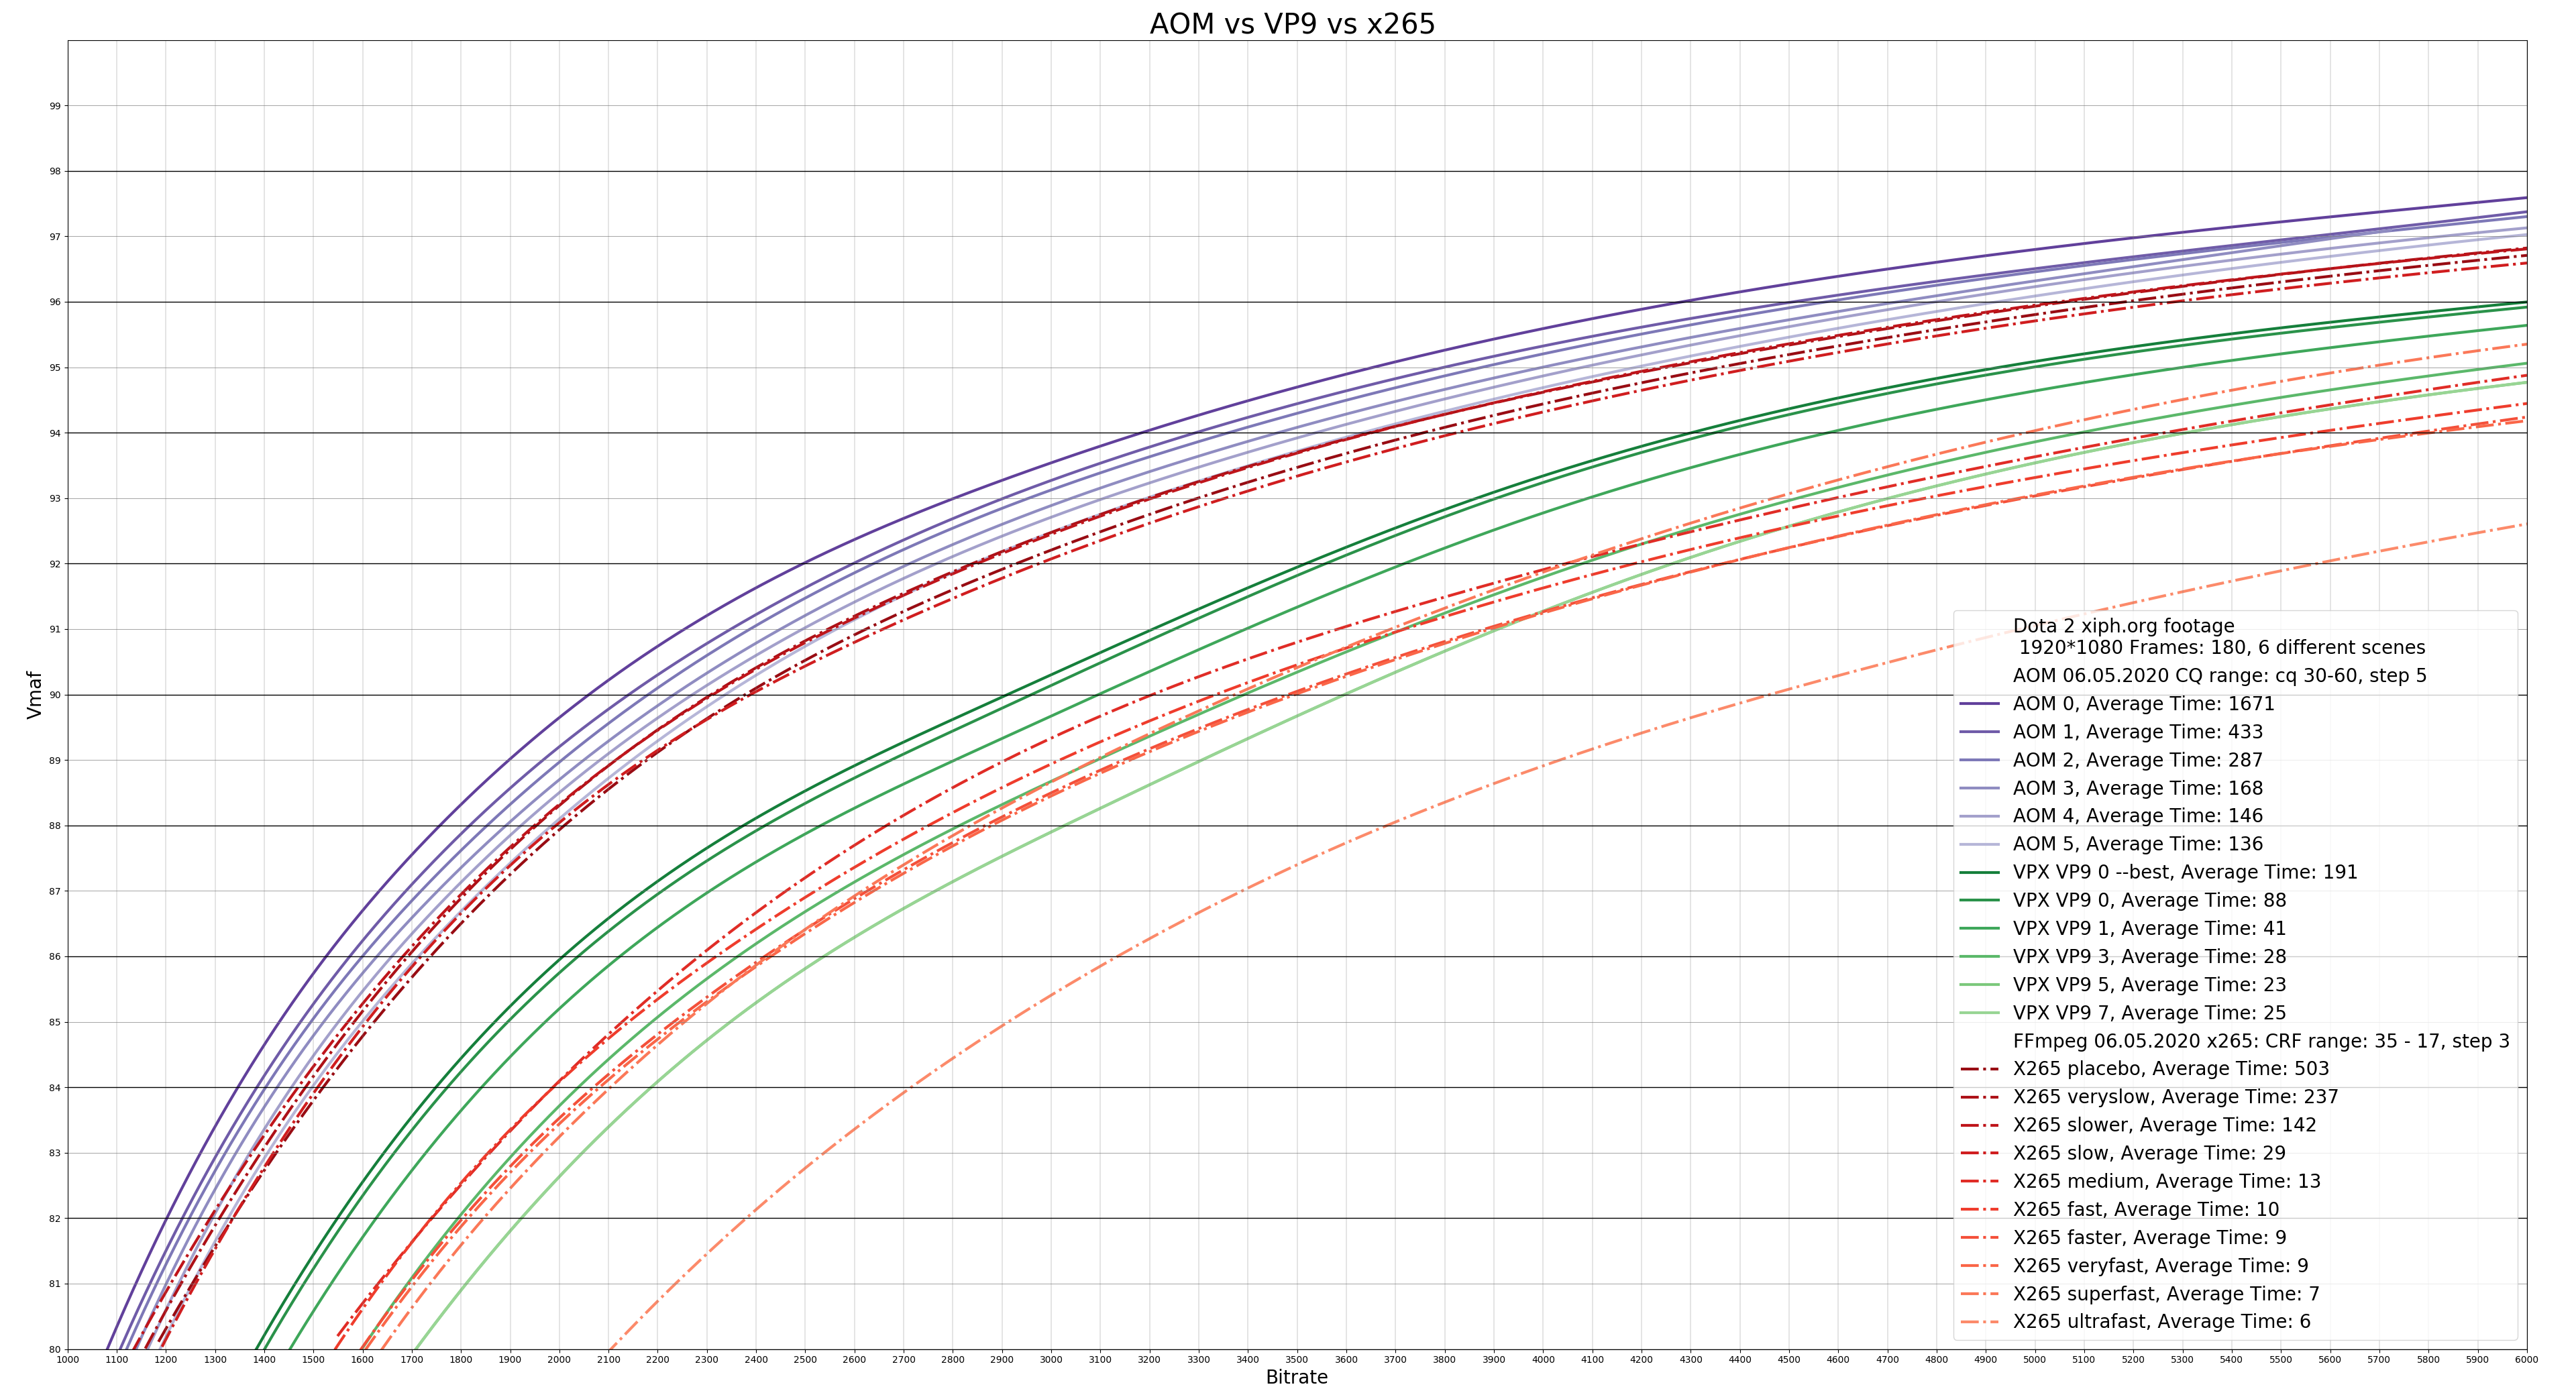 AOM vs VP9 vs x265
Vmaf
99
98
97
96
95
94
93
92
91
90
89
88
87
86
85
84
83
82
81
80
Dota 2 xiph.org footage
1920*1080 Frames: 180, 6 different scenes
AOM 06.05.2020 CQ range: cq 30-60, step 5
AOM 0, Average Time: 1671
AOM 1, Average Time: 433
AOM 2, Average Time: 287
AOM 3, Average Time: 168
AOM 4, Average Time: 146
AOM 5, Average Time: 136
VPX VP9 0 --best, Average Time: 191
VPX VP9 0, Average Time: 88
VPX VP9 1, Average Time: 41
VPX VP9 3, Average Time: 28
VPX VP9 5, Average Time: 23
VPX VP9 7, Average Time: 25
FFmpeg 06.05.2020 x265: CRF range: 35 - 17, step 3
X265 placebo, Average Time: 503
X265 veryslow, Average Time: 237
X265 slower, Average Time: 142
X265 slow, Average Time: 29
X265 medium, Average Time: 13
X265 fast, Average Time: 10
X265 faster, Average Time: 9
X265 veryfast, Average Time: 9
X265 superfast, Average Time: 7
X265 ultrafast, Average Time: 6
1000 1100 1200 1300 1400 1500 1600 1700 1800 1900 2000 2100 2200 2300 2400 2500 2600 2700 2800 2900 3000 3100 3200 3300 3400 3500 3600 3700 3800 3900 4000 4100 4200 4300 4400 4500 4600 4700 4800 4900 5000 5100 5200 5300 5400 5500 5600 5700 5800 5900 6000
Bitrate